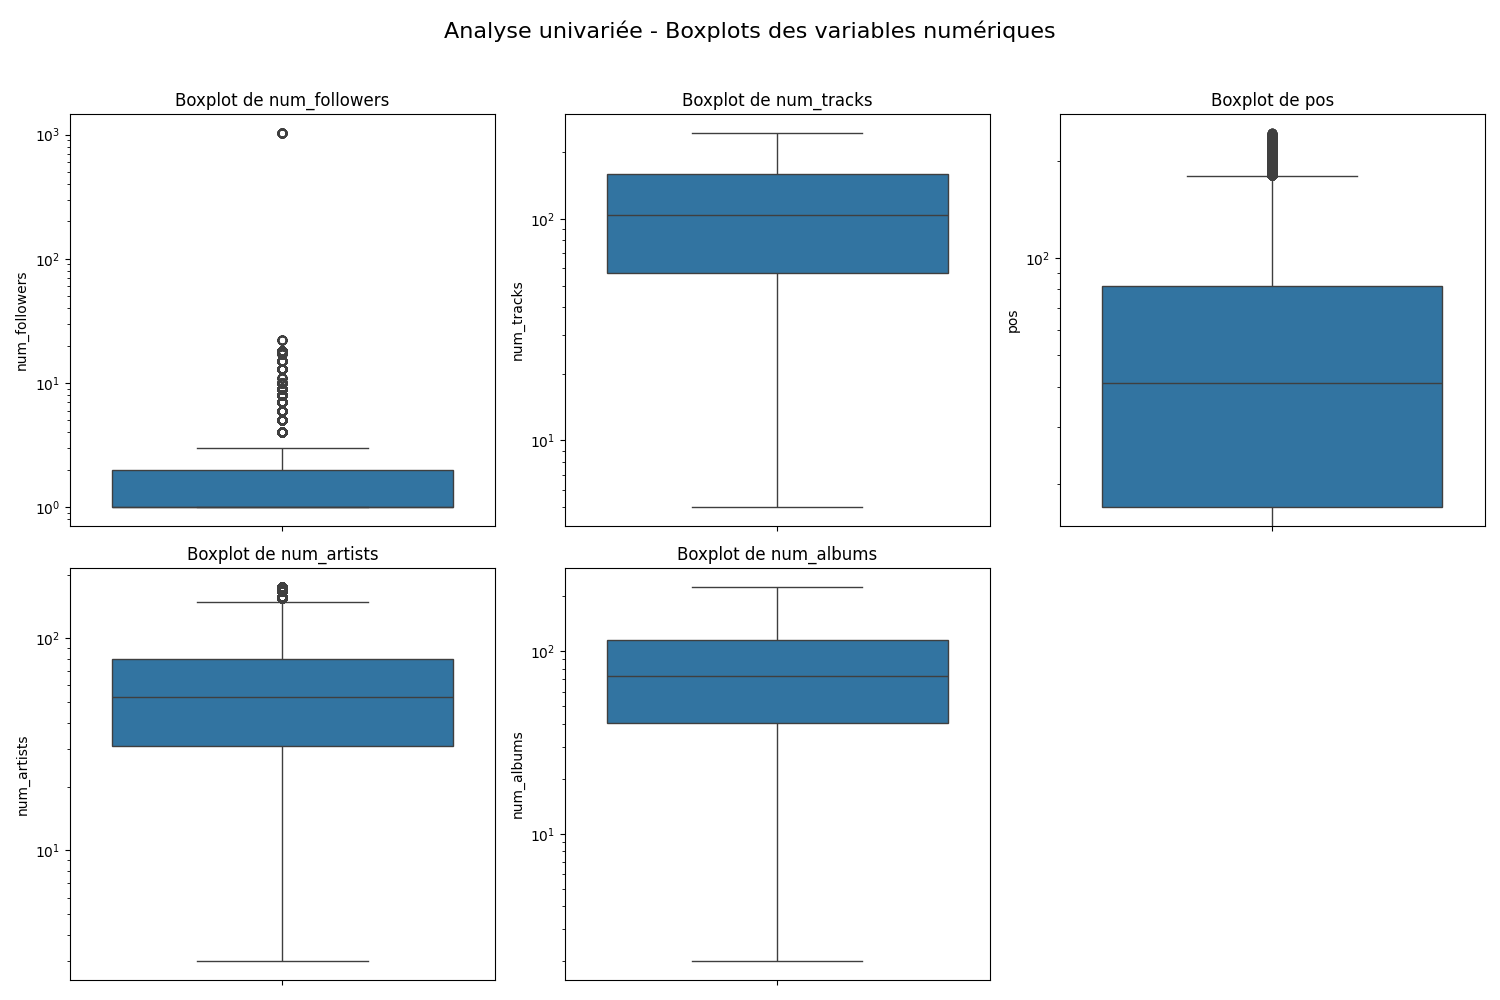 Analyse univariée - Boxplots des variables numériques
Boxplot de num_followers
num_followers
10³
10²
10¹
10⁰
Boxplot de num_tracks
num_tracks
10²
10¹
Boxplot de pos
pos
10²
Boxplot de num_artists
num_artists
10²
10¹
Boxplot de num_albums
num_albums
10²
10¹